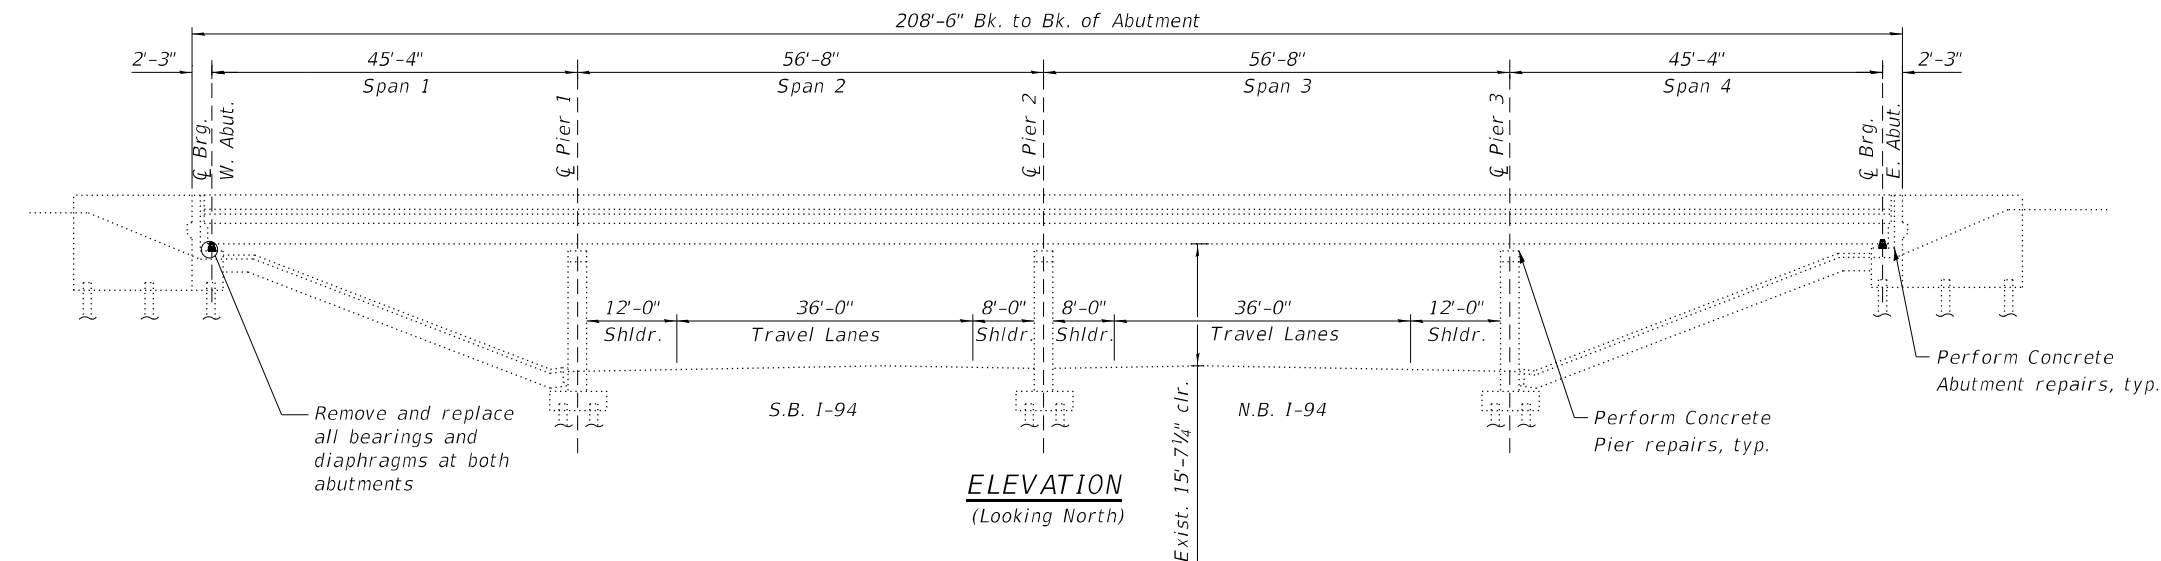 208'-6" Bk. to Bk. of Abutment
2'-3"
45'-4"
56'-8"
56'-8"
45'-4"
2'-3"
Span 1
Span 2
Span 3
Span 4
℄ Brg.
W. Abut.
℄ Pier 1
℄ Pier 2
℄ Pier 3
℄ Brg.
E. Abut.
12'-0"
36'-0"
8'-0"
8'-0"
36'-0"
12'-0"
Shldr.
Travel Lanes
Shldr.
Shldr.
Travel Lanes
Shldr.
Perform Concrete
Abutment repairs, typ.
Remove and replace
all bearings and
diaphragms at both
abutments
S.B. I-94
N.B. I-94
Perform Concrete
Pier repairs, typ.
Exist. 15'-7¼" clr.
ELEVATION
(Looking North)